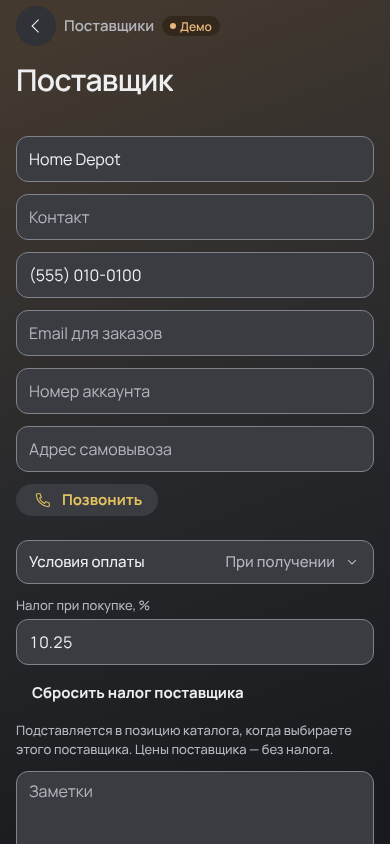 Поставщики
Демо
Поставщик
Home Depot
Контакт
(555) 010-0100
Email для заказов
Номер аккаунта
Адрес самовывоза
Позвонить
Условия оплаты При получении
Налог при покупке, %
10.25
Сбросить налог поставщика
Подставляется в позицию каталога, когда выбираете
этого поставщика. Цены поставщика — без налога.
Заметки